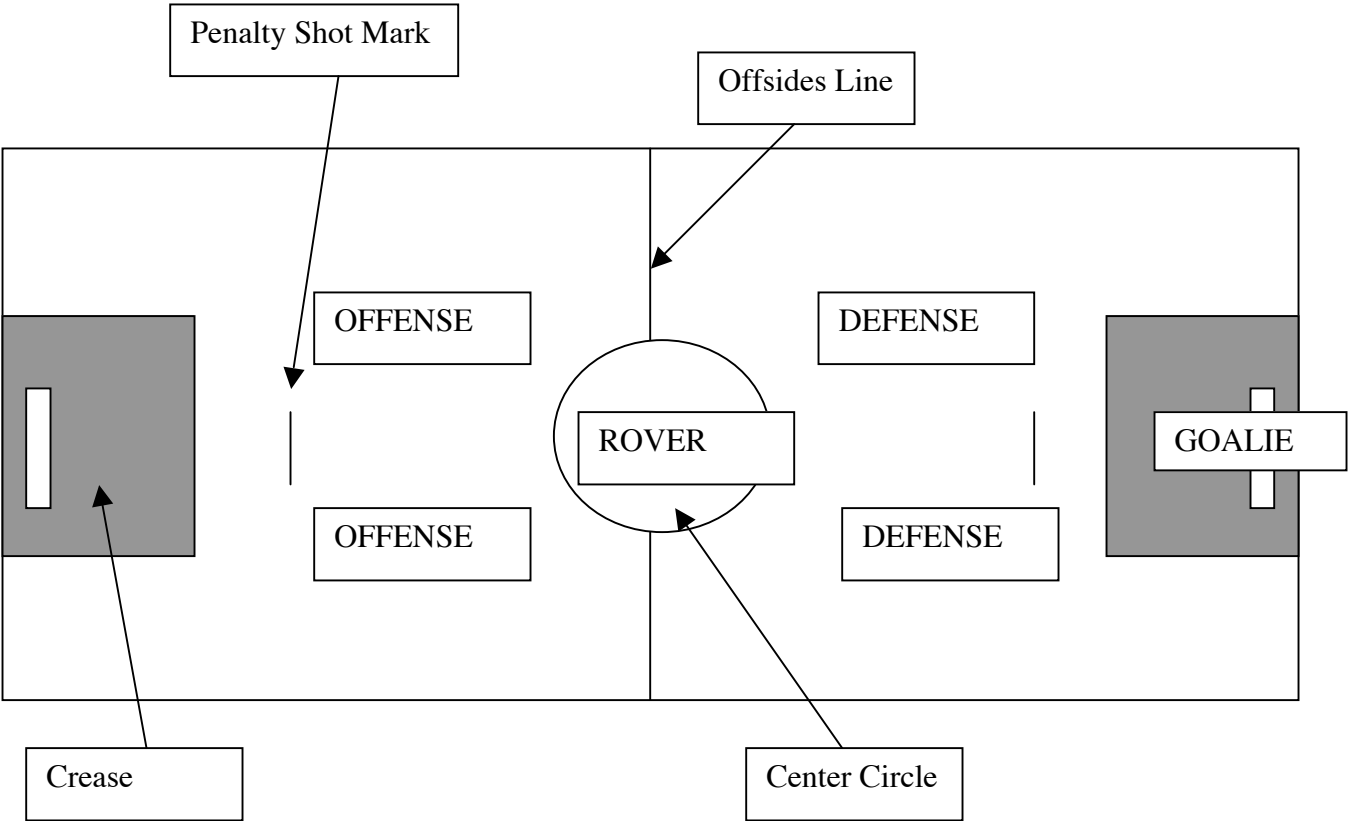 Penalty Shot Mark
Offsides Line
OFFENSE
DEFENSE
ROVER
GOALIE
OFFENSE
DEFENSE
Crease
Center Circle